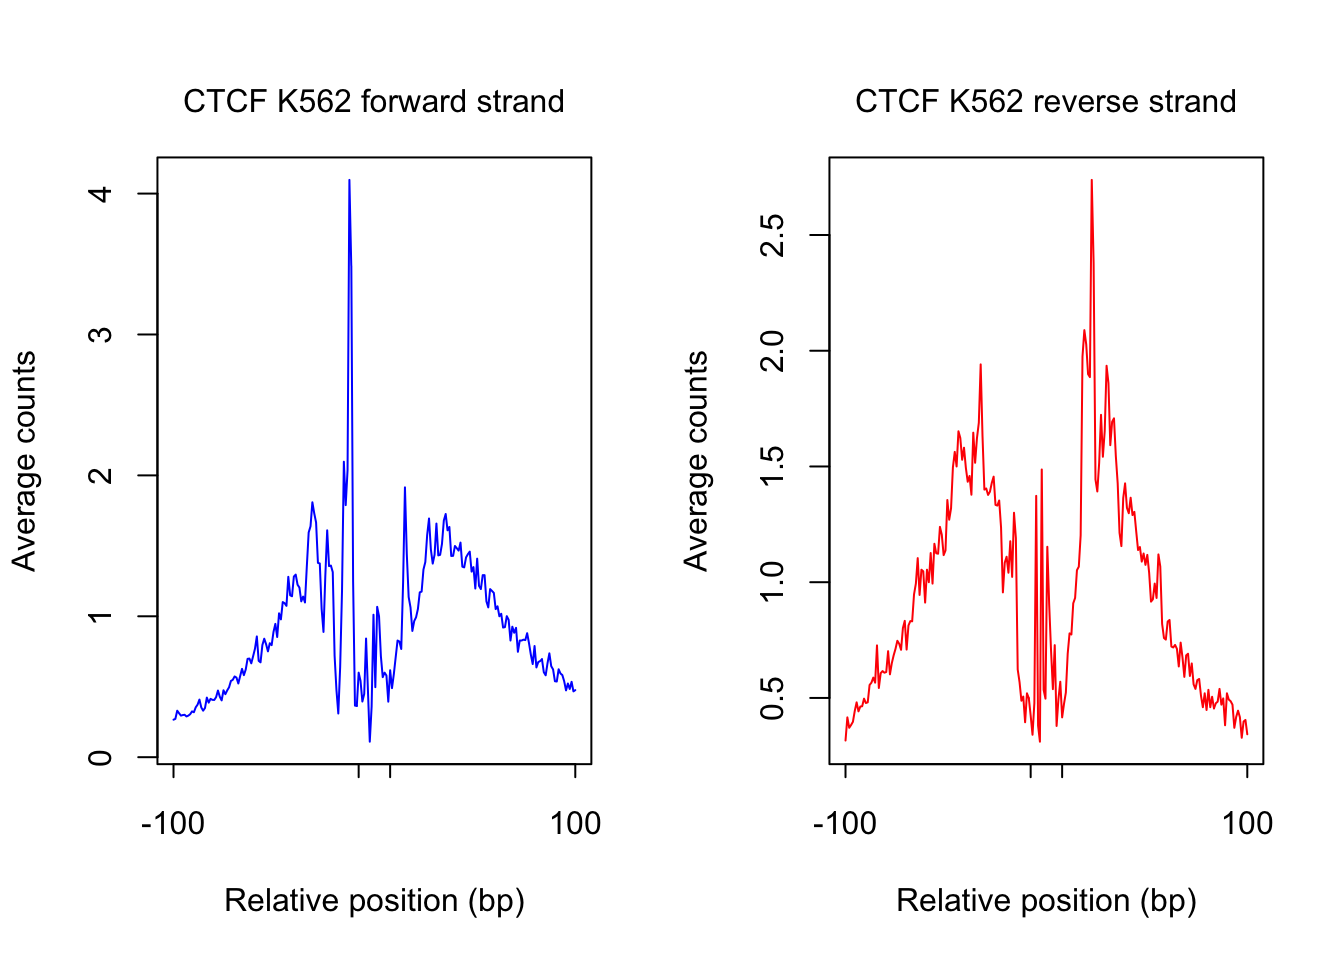 CTCF K562 forward strand
Average counts
4
3
2
1
0
-100
100
Relative position (bp)
CTCF K562 reverse strand
Average counts
2.5
2.0
1.5
1.0
0.5
-100
100
Relative position (bp)